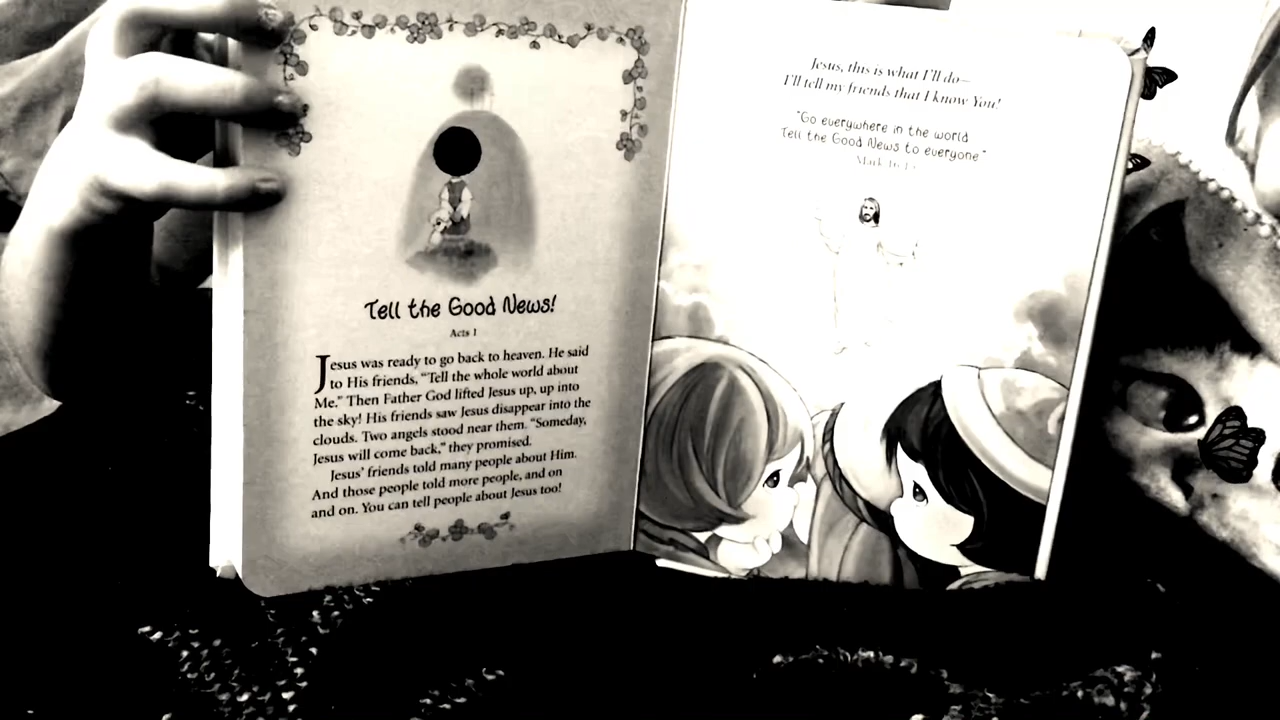 Tell the Good News!
Acts 1
Jesus was ready to go back to heaven. He said
to His friends, “Tell the whole world about
Me.” Then Father God lifted Jesus up, up into
the sky! His friends saw Jesus disappear into the
clouds. Two angels stood near them. “Someday,
Jesus will come back,” they promised.
Jesus’ friends told many people about Him.
And those people told more people, and on
and on. You can tell people about Jesus too!
Jesus, this is what I’ll do—
I’ll tell my friends that I know You!
“Go everywhere in the world
Tell the Good News to everyone”
Mark